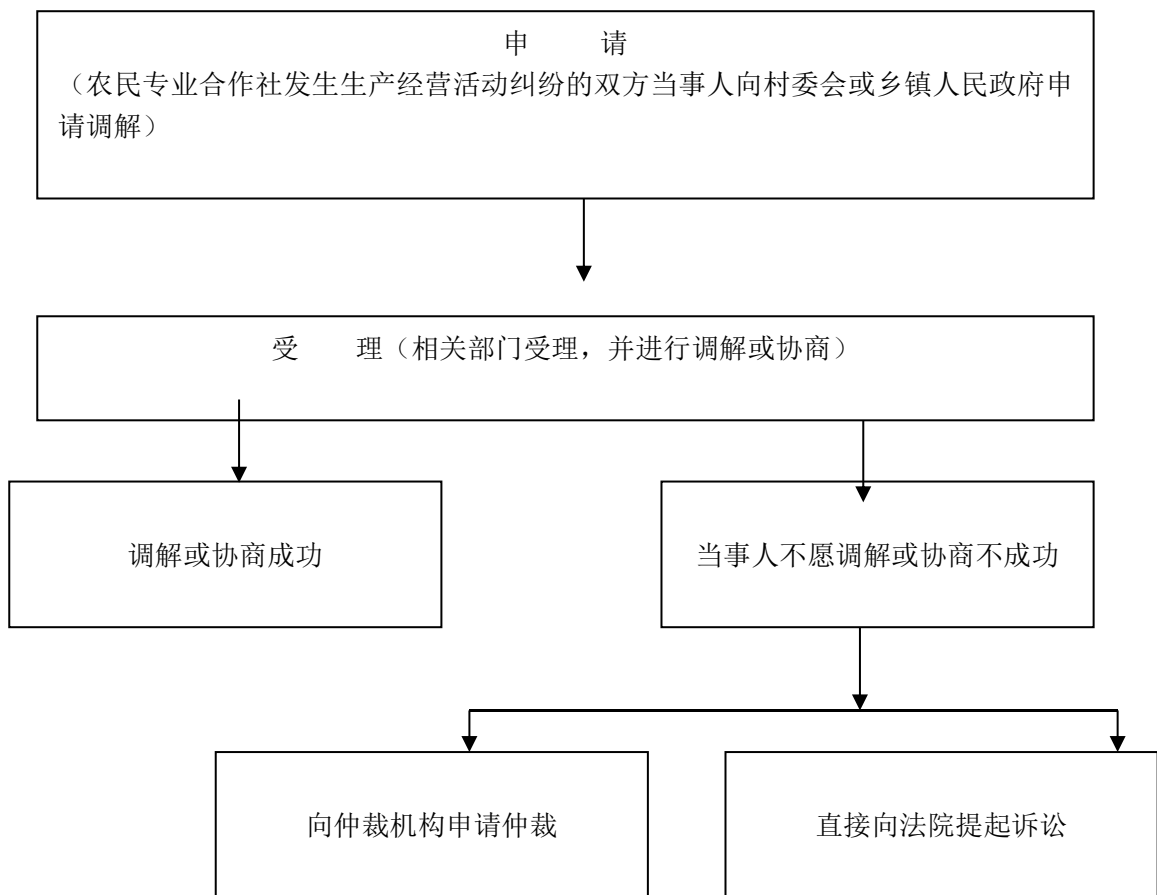 申 请
（农民专业合作社发生生产经营活动纠纷的双方当事人向村委会或乡镇人民政府申
请调解）
受 理（相关部门受理，并进行调解或协商）
调解或协商成功
当事人不愿调解或协商不成功
向仲裁机构申请仲裁
直接向法院提起诉讼